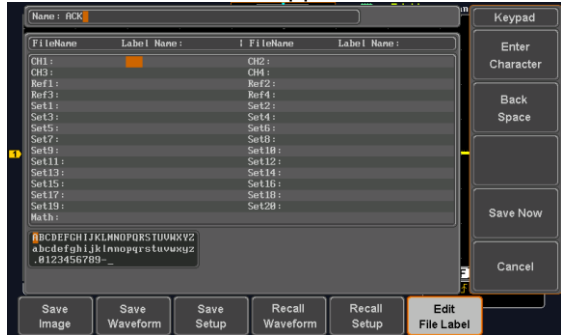 Name: ACK
Keypad
FileName Label Name: | FileName Label Name:
Enter
Character
CH1: CH2:
CH3: CH4:
Ref1: Ref2:
Ref3: Ref4:
Set1: Set2:
Set3: Set4:
Set5: Set6:
Set7: Set8:
Set9: Set10:
Set11: Set12:
Set13: Set14:
Set15: Set16:
Set17: Set18:
Set19: Set20:
Math:
Back
Space
ABCDEFGHIJKLMNOPQRSTUVWXYZ
abcdefghijklmnopqrstuvwxyz
.0123456789-_
Save Now
Cancel
1
Save
Image
Save
Waveform
Save
Setup
Recall
Waveform
Recall
Setup
Edit
File Label